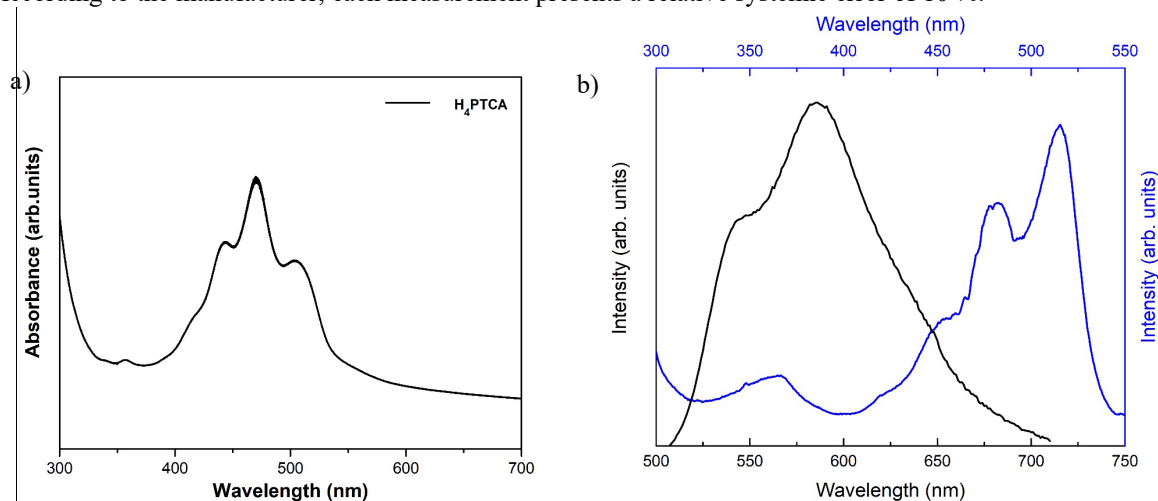 According to the manufacturer, each measurement presents a relative systemic error of 10 %.
a)
H4PTCA
Absorbance (arb.units)
300 400 500 600 700
Wavelength (nm)
b)
Wavelength (nm)
300 350 400 450 500 550
Intensity (arb. units)
Intensity (arb. units)
500 550 600 650 700 750
Wavelength (nm)